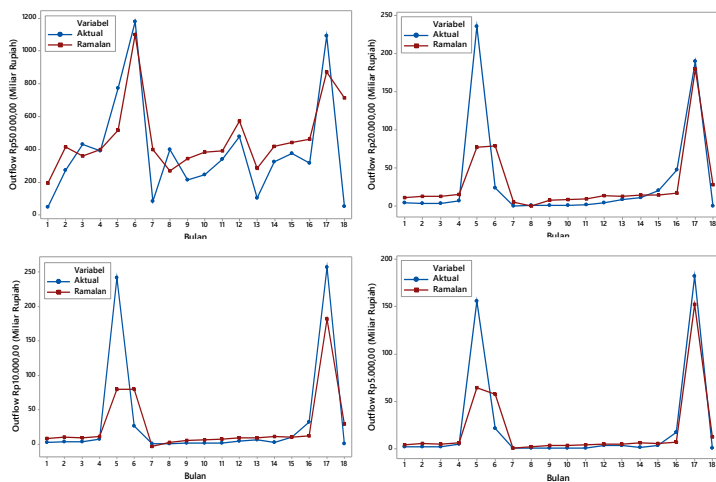 Outflow Rp50.000,00 (Miliar Rupiah)
1200
1000
800
600
400
200
0
Variabel
Aktual
Ramalan
1 2 3 4 5 6 7 8 9 10 11 12 13 14 15 16 17 18
Bulan
Outflow Rp20.000,00 (Miliar Rupiah)
250
200
150
100
50
0
Variabel
Aktual
Ramalan
1 2 3 4 5 6 7 8 9 10 11 12 13 14 15 16 17 18
Bulan
Outflow Rp10.000,00 (Miliar Rupiah)
250
200
150
100
50
0
Variabel
Aktual
Ramalan
1 2 3 4 5 6 7 8 9 10 11 12 13 14 15 16 17 18
Bulan
Outflow Rp5.000,00 (Miliar Rupiah)
200
150
100
50
0
Variabel
Aktual
Ramalan
1 2 3 4 5 6 7 8 9 10 11 12 13 14 15 16 17 18
Bulan